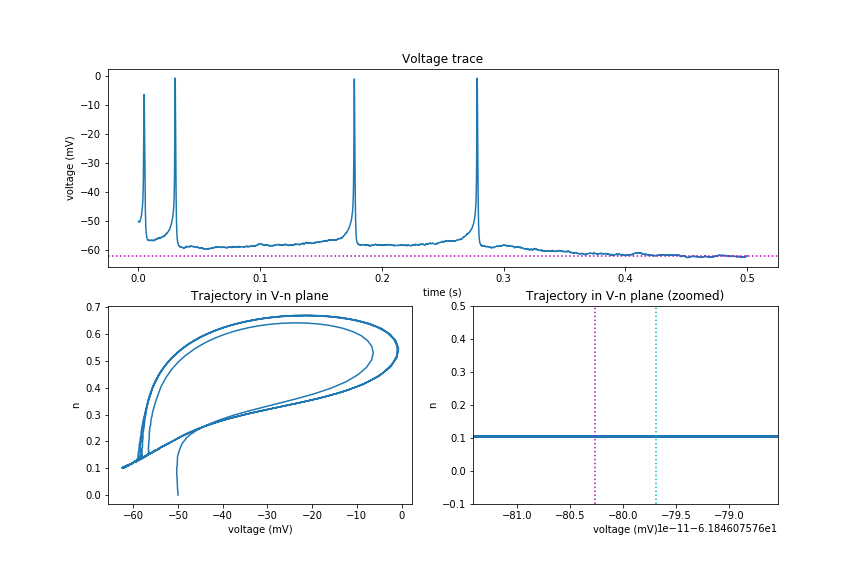 Voltage trace
voltage (mV)
0
−10
−20
−30
−40
−50
−60
0.0 0.1 0.2 0.3 0.4 0.5
time (s)
Trajectory in V-n plane
n
0.7
0.6
0.5
0.4
0.3
0.2
0.1
0.0
−60 −50 −40 −30 −20 −10 0
voltage (mV)
Trajectory in V-n plane (zoomed)
n
0.5
0.4
0.3
0.2
0.1
0.0
−0.1
−81.0 −80.5 −80.0 −79.5 −79.0
voltage (mV) 1e−11−6.184607576e1